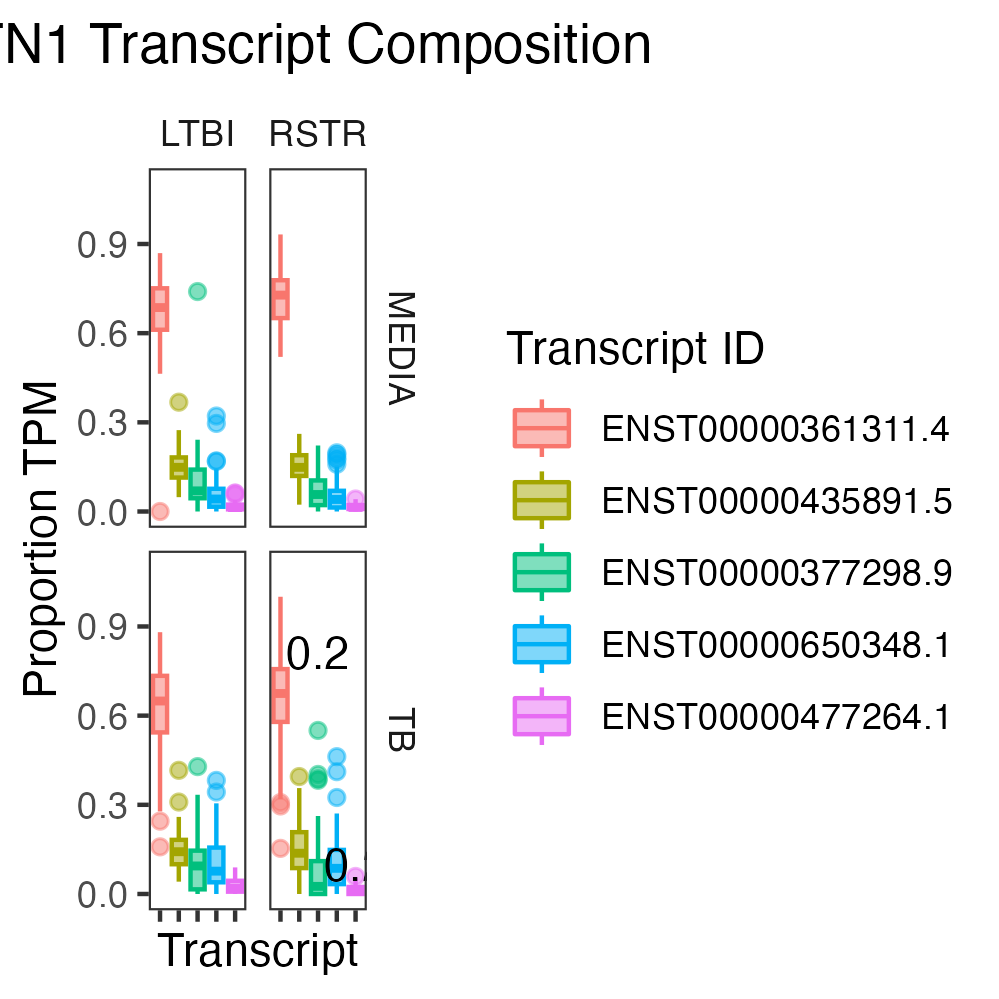 TN1 Transcript Composition
LTBI RSTR
MEDIA
TB
Proportion TPM
0.9
0.6
0.3
0.0
0.9
0.6
0.3
0.0
0.2
0.
Transcript
Transcript ID
ENST00000361311.4
ENST00000435891.5
ENST00000377298.9
ENST00000650348.1
ENST00000477264.1